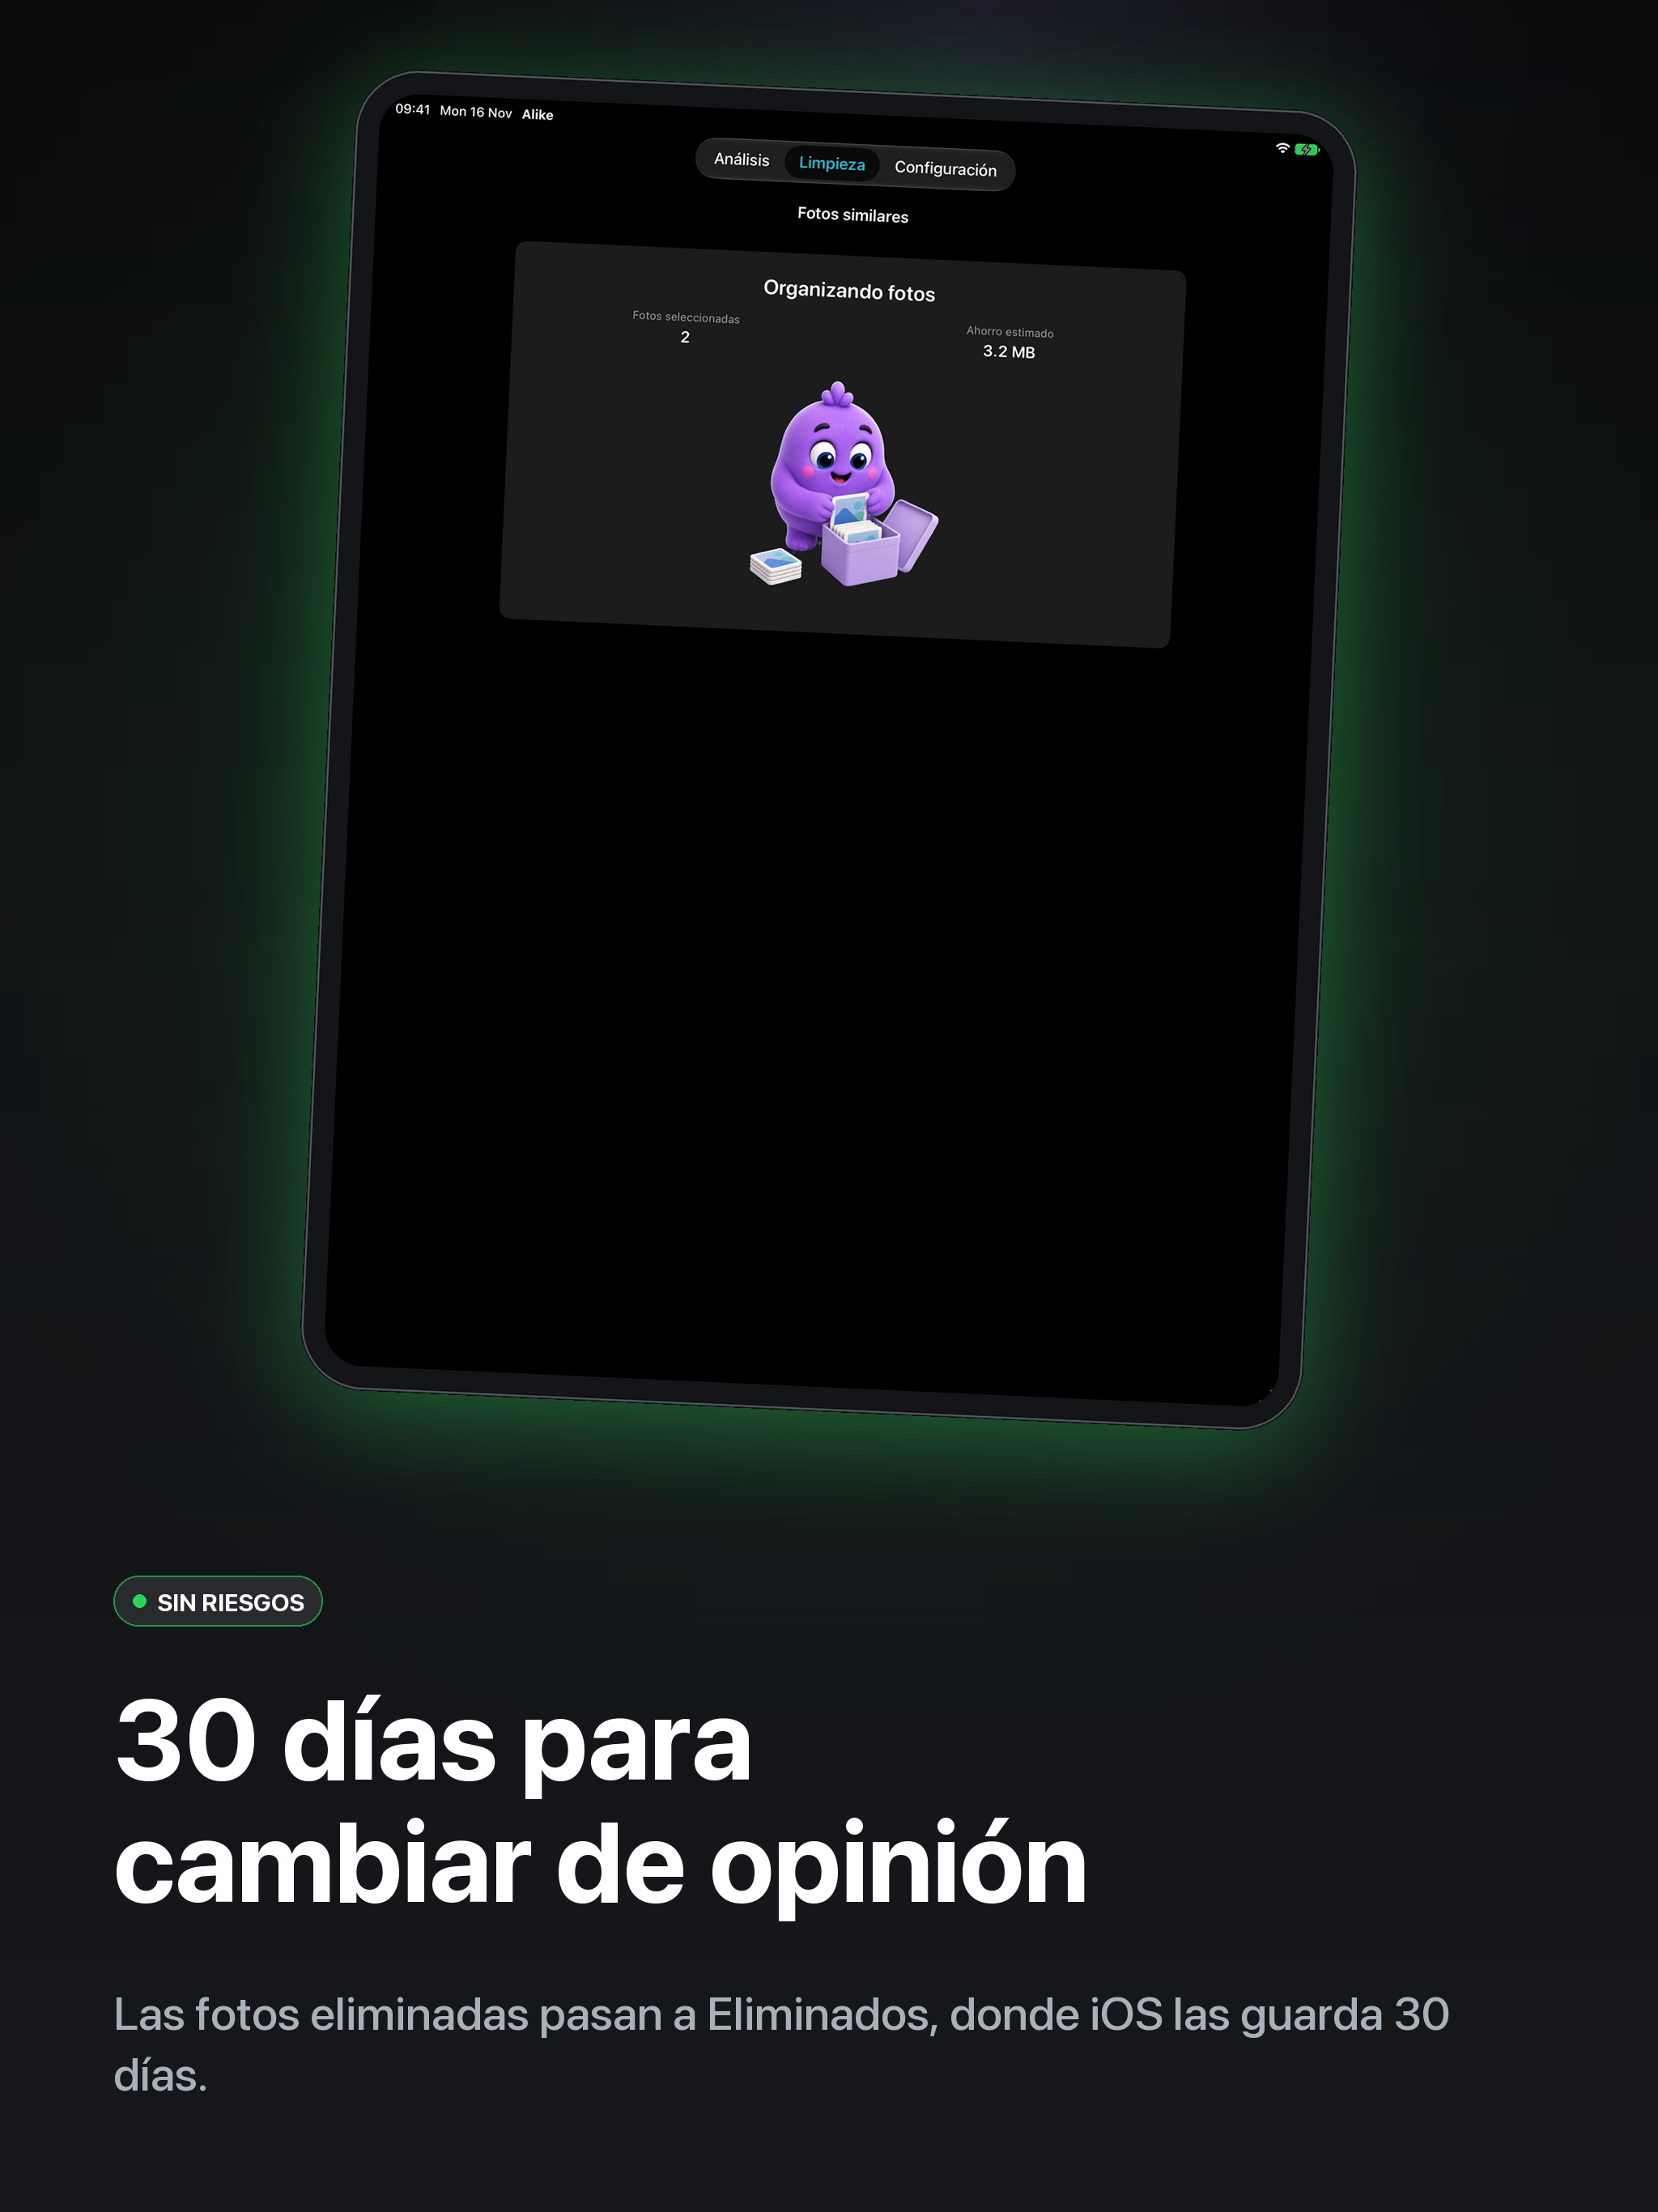 09:41 Mon 16 Nov Alike
Análisis Limpieza Configuración
Fotos similares
Organizando fotos
Fotos seleccionadas
2
Ahorro estimado
3.2 MB
SIN RIESGOS
30 días para
cambiar de opinión
Las fotos eliminadas pasan a Eliminados, donde iOS las guarda 30
días.